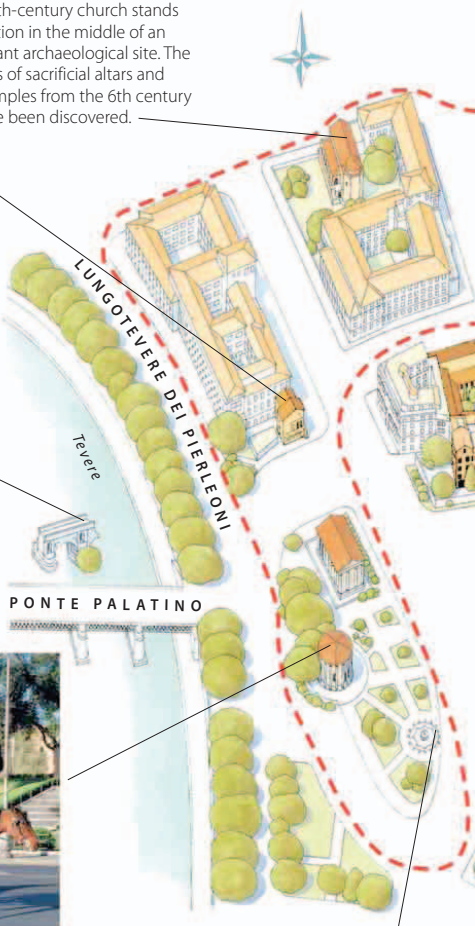 th-century church stands
tion in the middle of an
ant archaeological site. The
s of sacrificial altars and
mples from the 6th century
e been discovered.
LUNGOTEVERE DEI PIERLEONI
Tevere
PONTE PALATINO